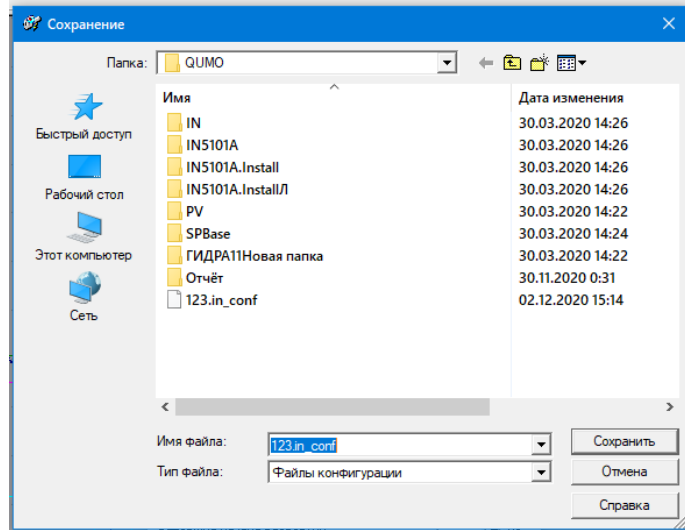 Сохранение
Папка: QUMO
Быстрый доступ
Рабочий стол
Этот компьютер
Сеть
Имя Дата изменения
IN 30.03.2020 14:26
IN5101A 30.03.2020 14:26
IN5101A.Install 30.03.2020 14:26
IN5101A.InstallЛ 30.03.2020 14:26
PV 30.03.2020 14:22
SPBase 30.03.2020 14:24
ГИДРА11Новая папка 30.03.2020 14:22
Отчёт 30.11.2020 0:31
123.in_conf 02.12.2020 15:14
Имя файла: 123.in_conf Сохранить
Тип файла: Файлы конфигурации Отмена
Справка